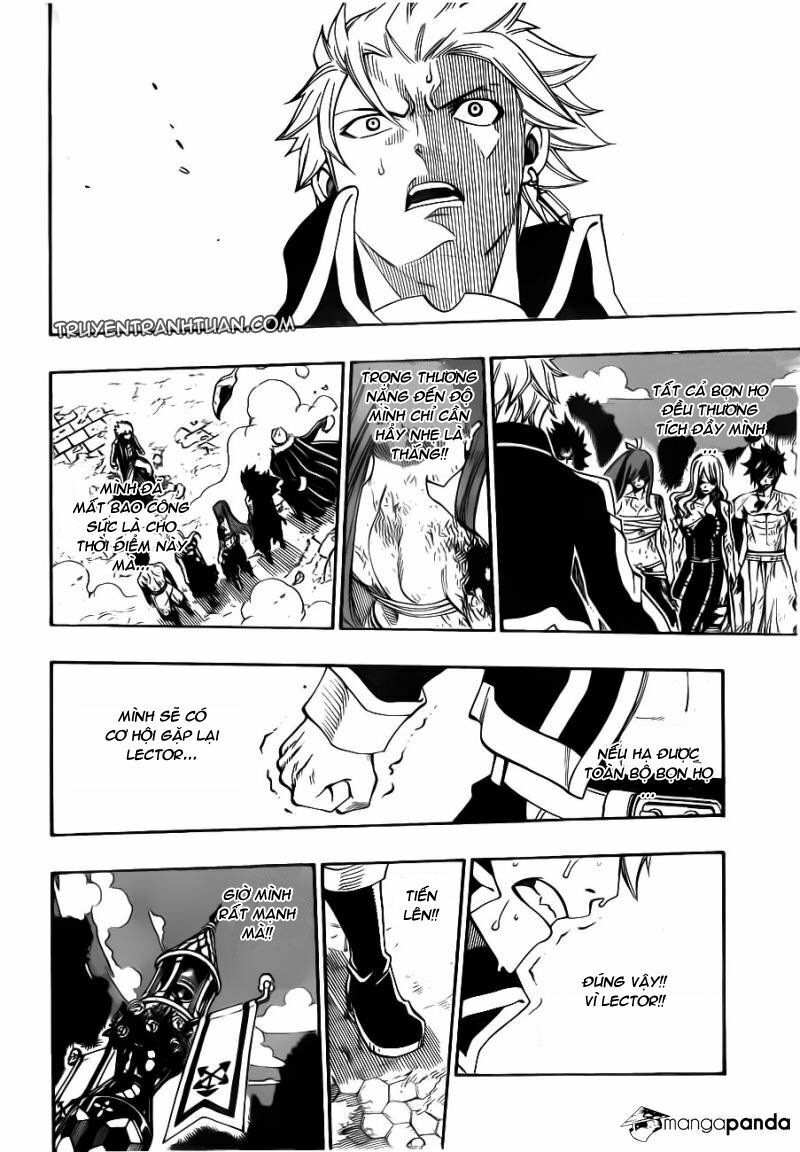 TRUYENTRANHTUAN.COM
TẤT CẢ BỌN HỌ
ĐỀU THƯƠNG
TÍCH ĐẦY MÌNH
...
TRỌNG THƯƠNG
NẶNG ĐẾN ĐỘ
MÌNH CHỈ CẦN
HẨY NHẸ LÀ
THẮNG!!
MÌNH ĐÃ
MẤT BAO CÔNG
SỨC LÀ CHO
THỜI ĐIỂM NÀY
MÀ...
NẾU HẠ ĐƯỢC
TOÀN BỘ BỌN HỌ
...
MÌNH SẼ CÓ
CƠ HỘI GẶP LẠI
LECTOR...
ĐÚNG VẬY!!
VÌ LECTOR!!
TIẾN
LÊN!!
GIỜ MÌNH
RẤT MẠNH
MÀ!!
mangapanda